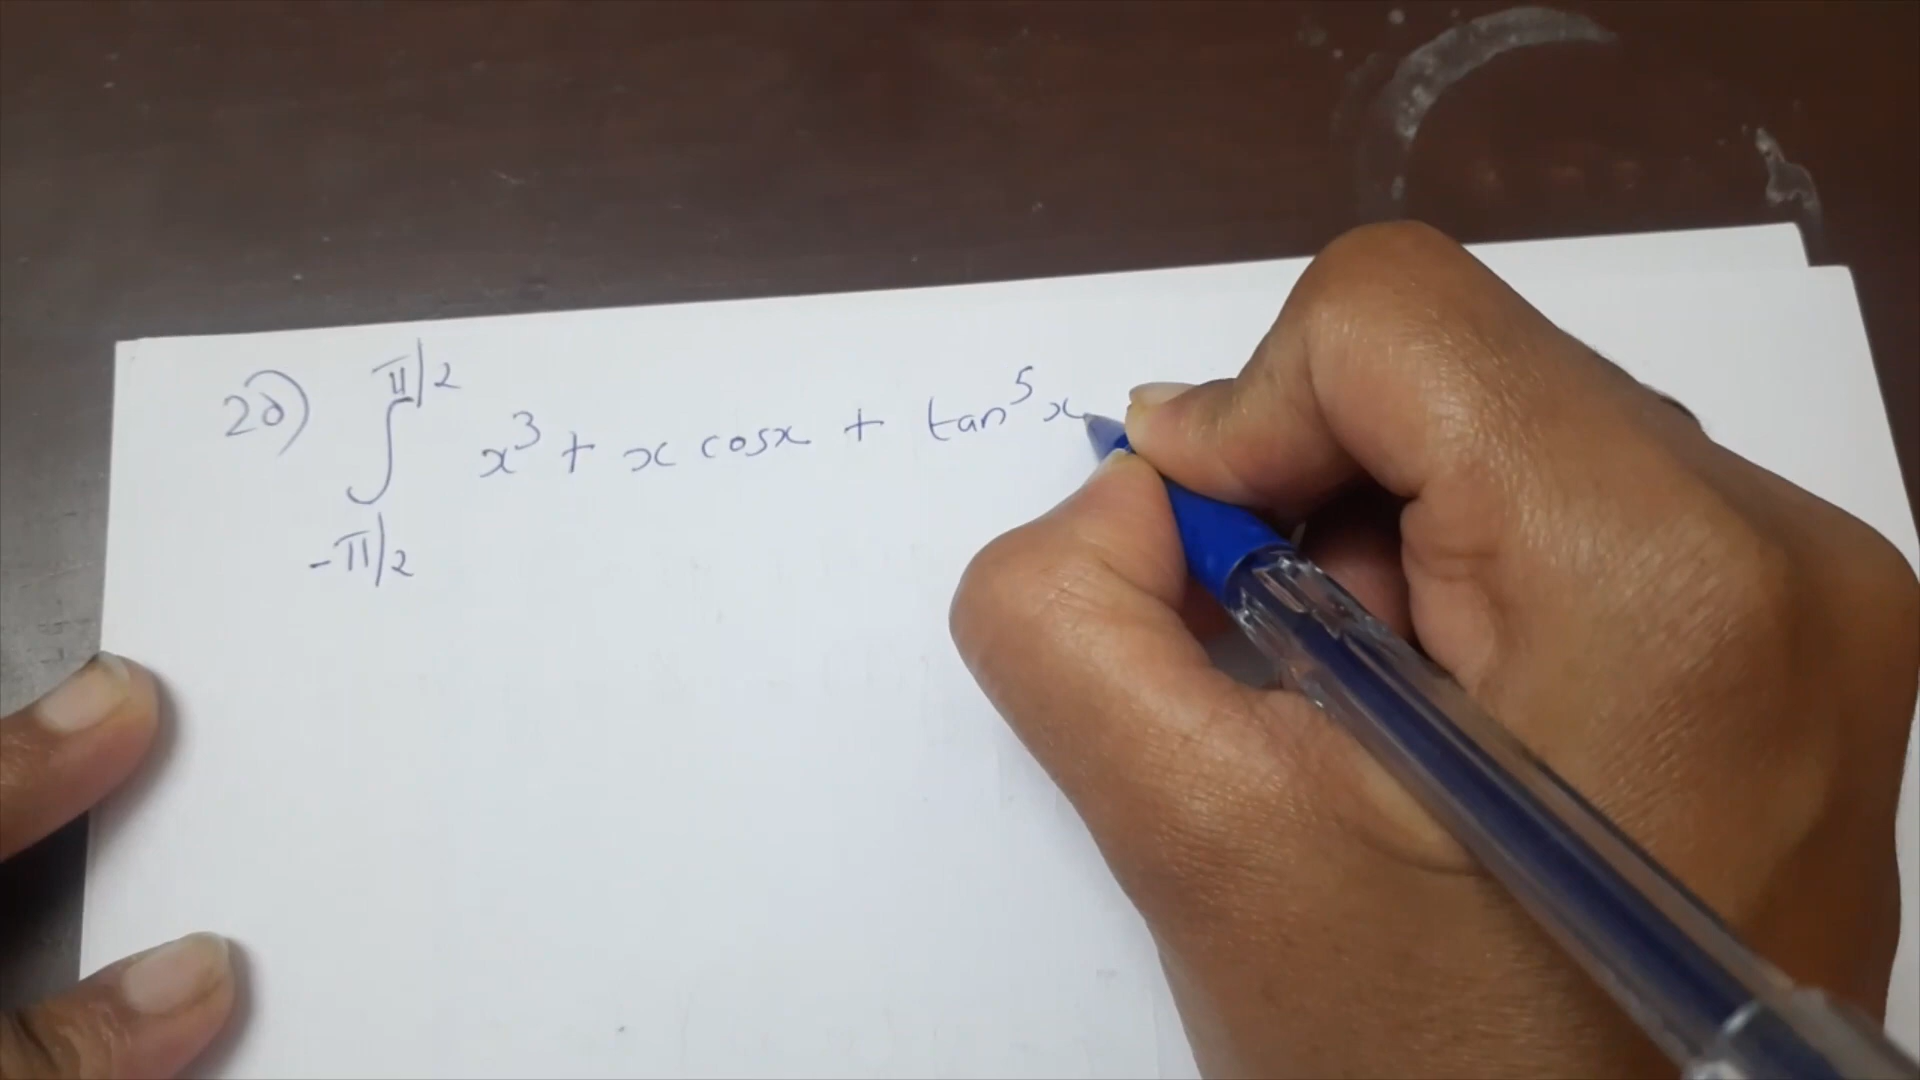 20) ∫_{-π/2}^{π/2} x³ + x cosx + tan⁵x